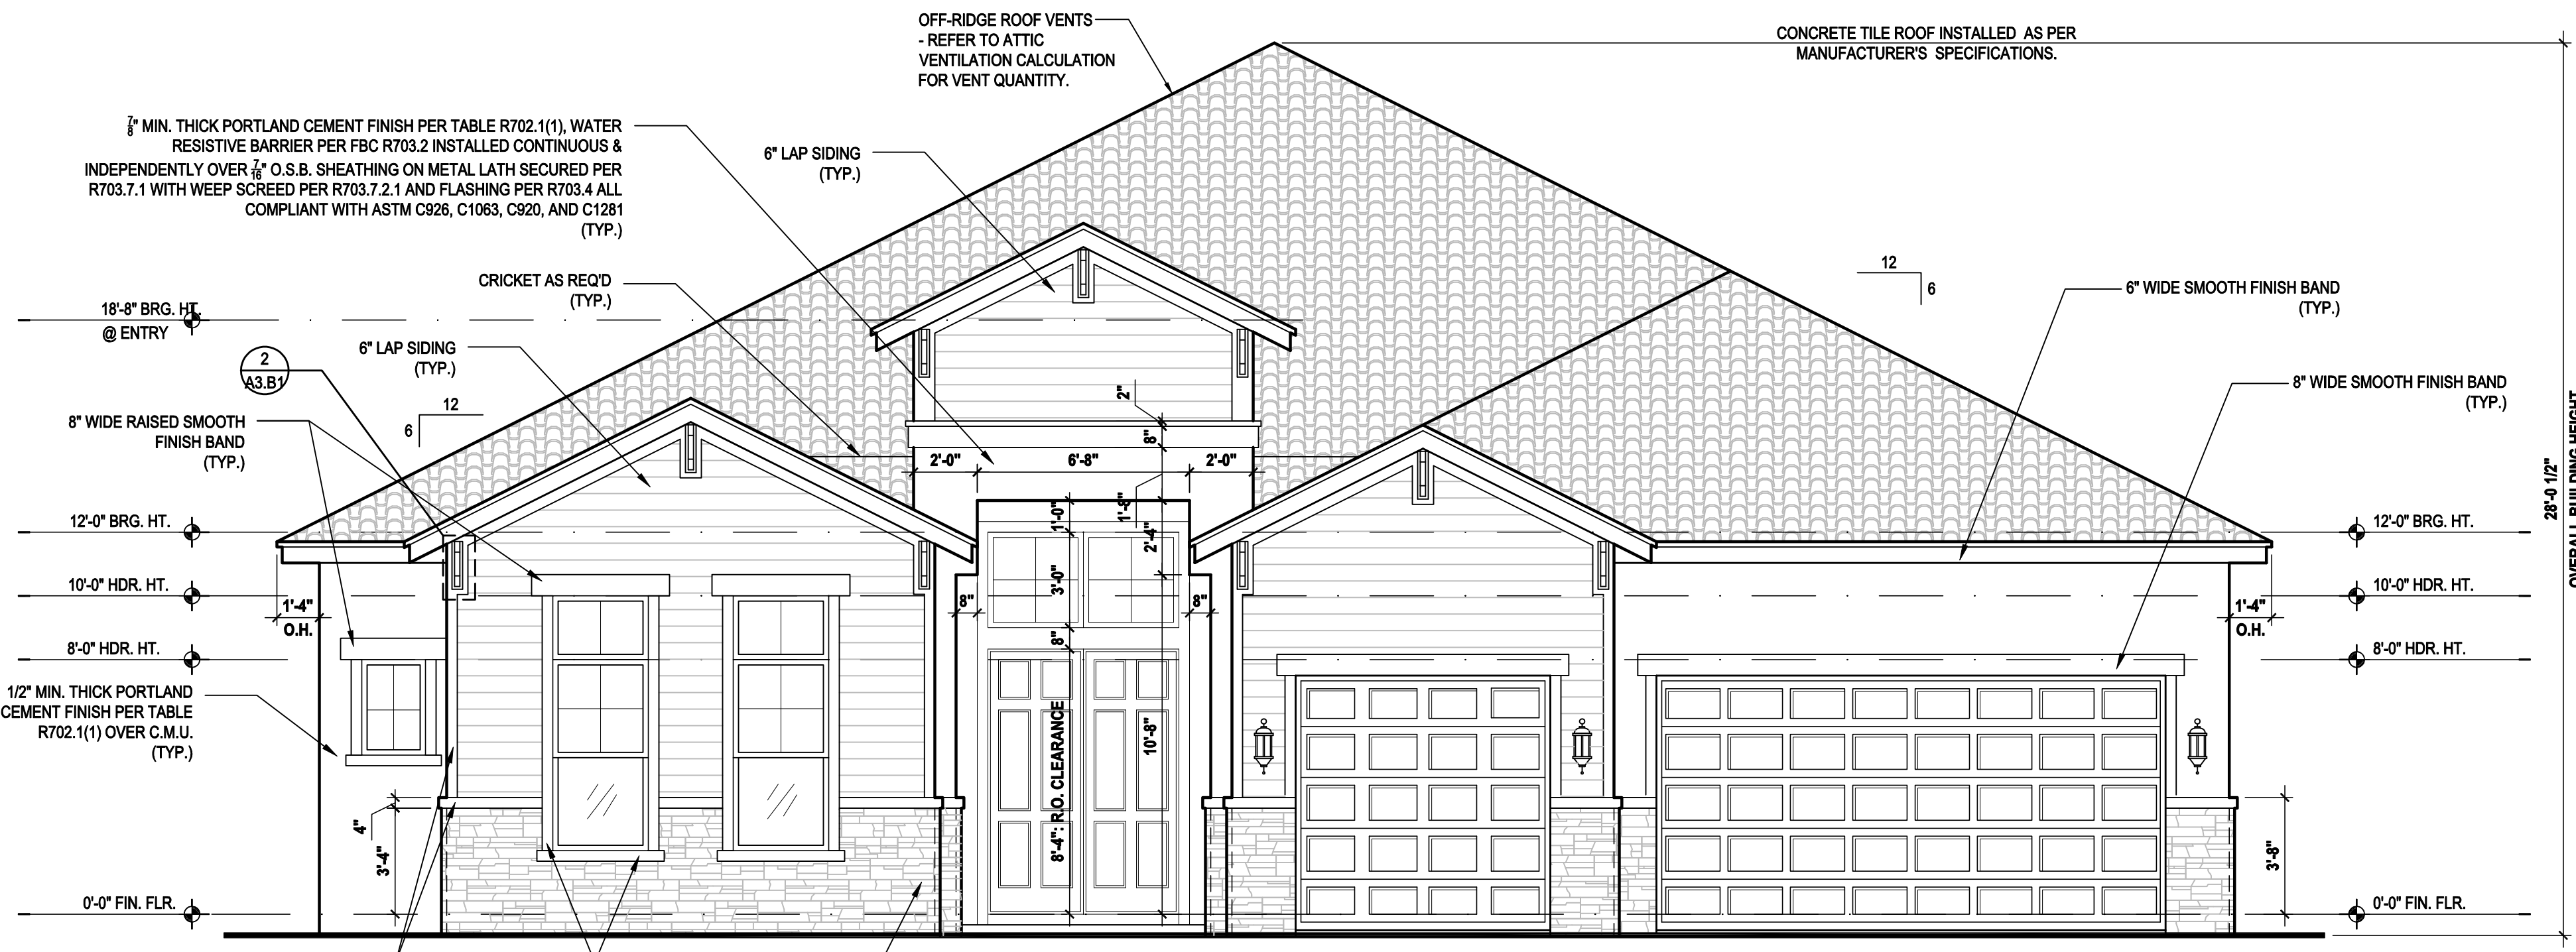 OFF-RIDGE ROOF VENTS
- REFER TO ATTIC
VENTILATION CALCULATION
FOR VENT QUANTITY.
CONCRETE TILE ROOF INSTALLED AS PER
MANUFACTURER'S SPECIFICATIONS.
7/8" MIN. THICK PORTLAND CEMENT FINISH PER TABLE R702.1(1), WATER
RESISTIVE BARRIER PER FBC R703.2 INSTALLED CONTINUOUS &
INDEPENDENTLY OVER 7/16" O.S.B. SHEATHING ON METAL LATH SECURED PER
R703.7.1 WITH WEEP SCREED PER R703.7.2.1 AND FLASHING PER R703.4 ALL
COMPLIANT WITH ASTM C926, C1063, C920, AND C1281
(TYP.)
6" LAP SIDING
(TYP.)
CRICKET AS REQ'D
(TYP.)
18'-8" BRG. HT.
@ ENTRY
6" LAP SIDING
(TYP.)
2
A3.B1
12
6
12
6
6" WIDE SMOOTH FINISH BAND
(TYP.)
8" WIDE SMOOTH FINISH BAND
(TYP.)
8" WIDE RAISED SMOOTH
FINISH BAND
(TYP.)
2"
8"
2'-0"
6'-8"
2'-0"
1'-8"
1'-0"
2'-4"
3'-0"
8"
8"
8"
8'-4": R.O. CLEARANCE
10'-8"
12'-0" BRG. HT.
10'-0" HDR. HT.
1'-4"
O.H.
8'-0" HDR. HT.
1/2" MIN. THICK PORTLAND
CEMENT FINISH PER TABLE
R702.1(1) OVER C.M.U.
(TYP.)
4"
3'-4"
0'-0" FIN. FLR.
12'-0" BRG. HT.
10'-0" HDR. HT.
1'-4"
O.H.
8'-0" HDR. HT.
3'-8"
0'-0" FIN. FLR.
28'-0 1/2"
OVERALL BUILDING HEIGHT